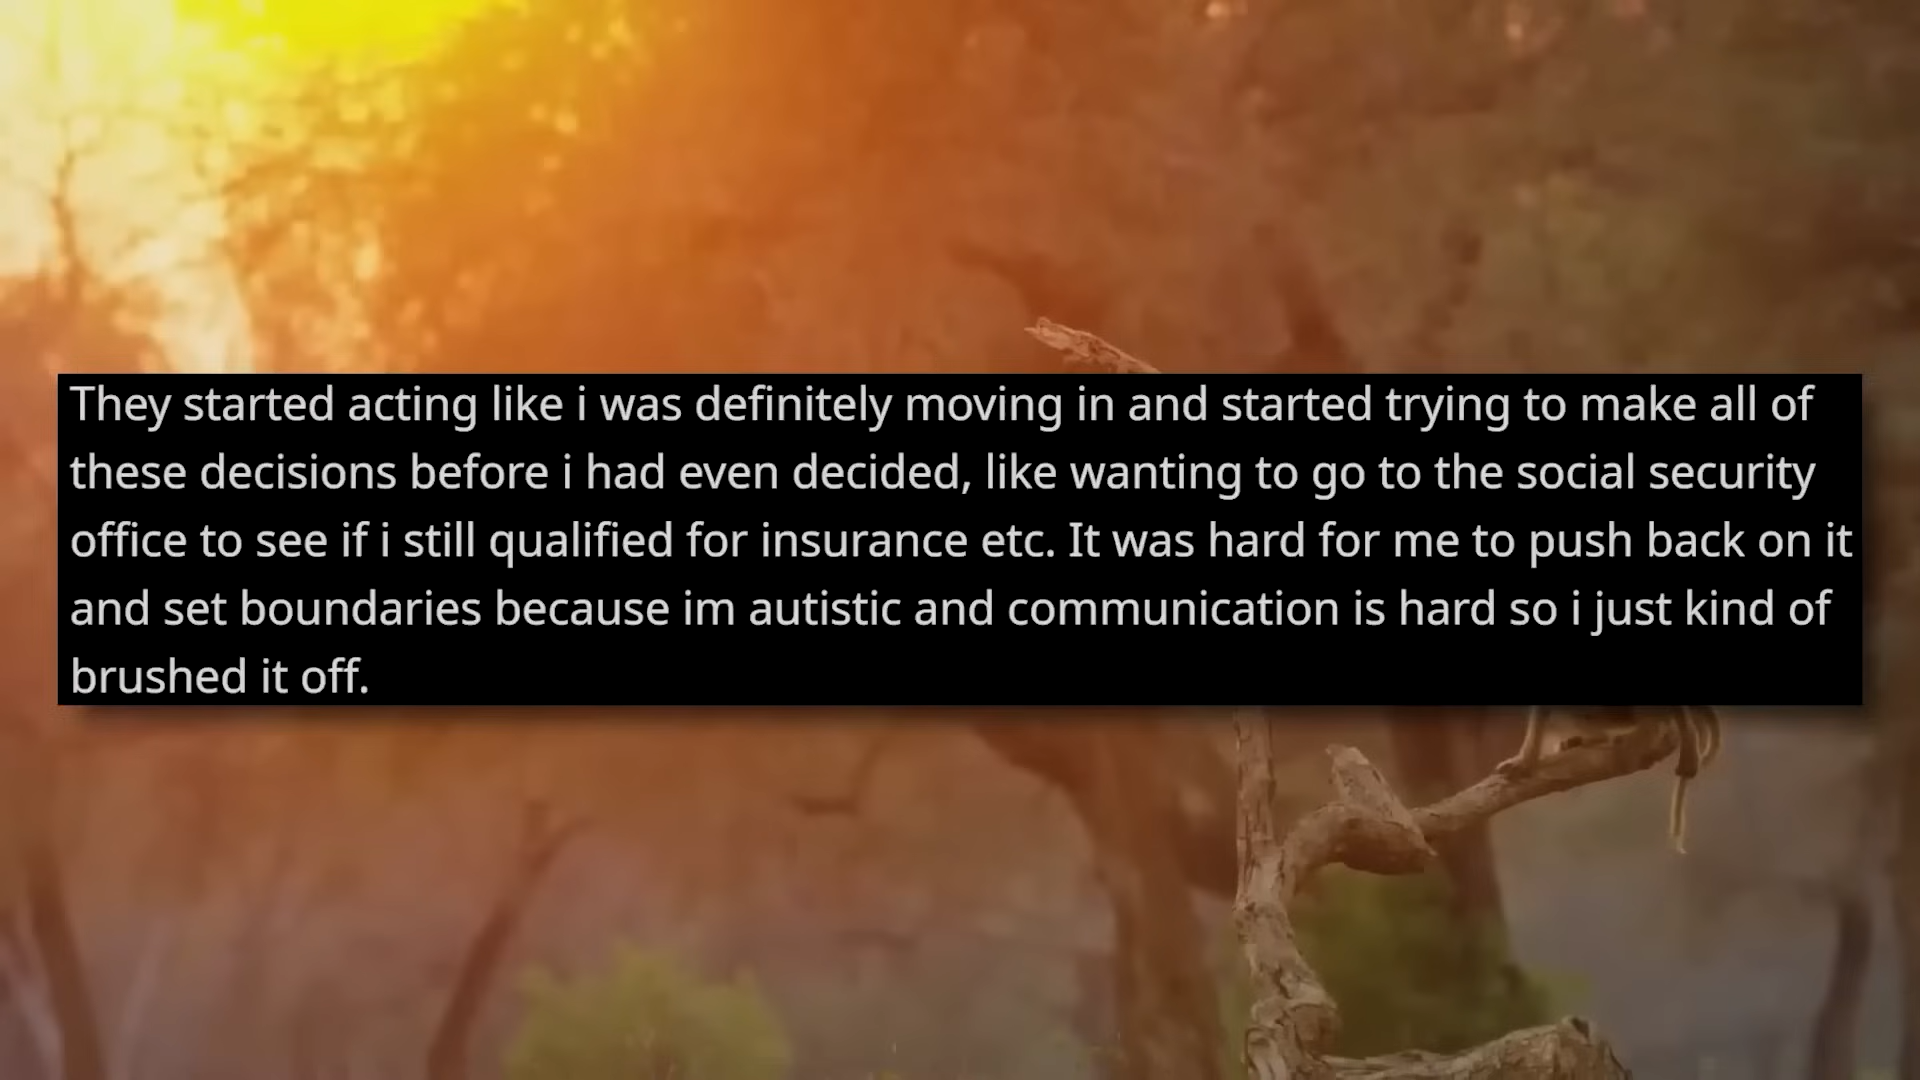 They started acting like i was definitely moving in and started trying to make all of
these decisions before i had even decided, like wanting to go to the social security
office to see if i still qualified for insurance etc. It was hard for me to push back on it
and set boundaries because im autistic and communication is hard so i just kind of
brushed it off.